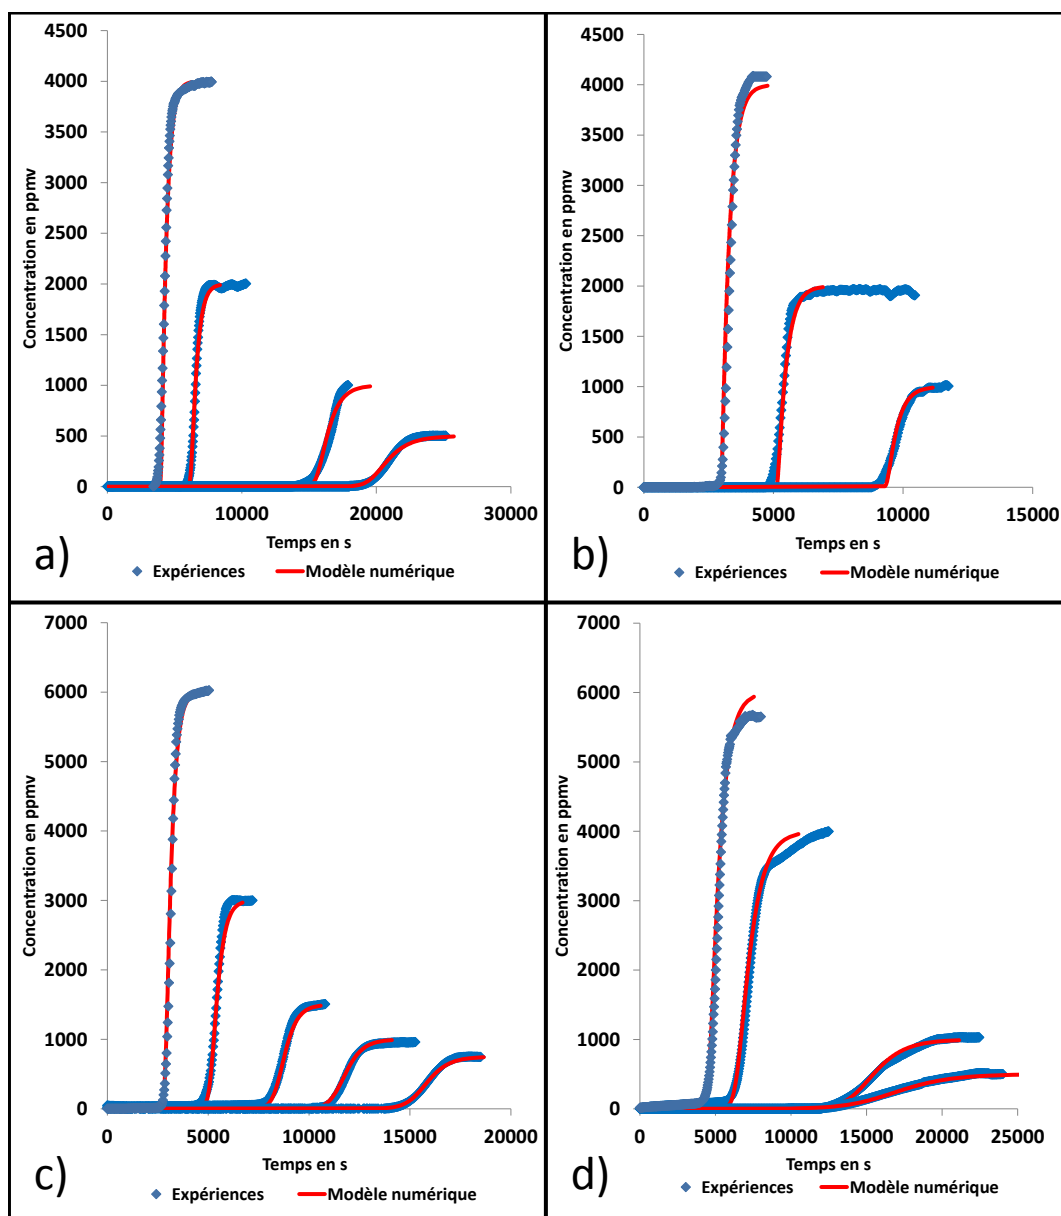 4500
4000
3500
3000
2500
2000
1500
1000
500
0
Concentration en ppmv
0 10000 20000 30000
Temps en s
a)
Expériences Modèle numérique
4500
4000
3500
3000
2500
2000
1500
1000
500
0
Concentration en ppmv
0 5000 10000 15000
Temps en s
b)
Expériences Modèle numérique
7000
6000
5000
4000
3000
2000
1000
0
Concentration en ppmv
0 5000 10000 15000 20000
Temps en s
c)
Expériences Modèle numérique
7000
6000
5000
4000
3000
2000
1000
0
Concentration en ppmv
0 5000 10000 15000 20000 25000
Temps en s
d)
Expériences Modèle numérique